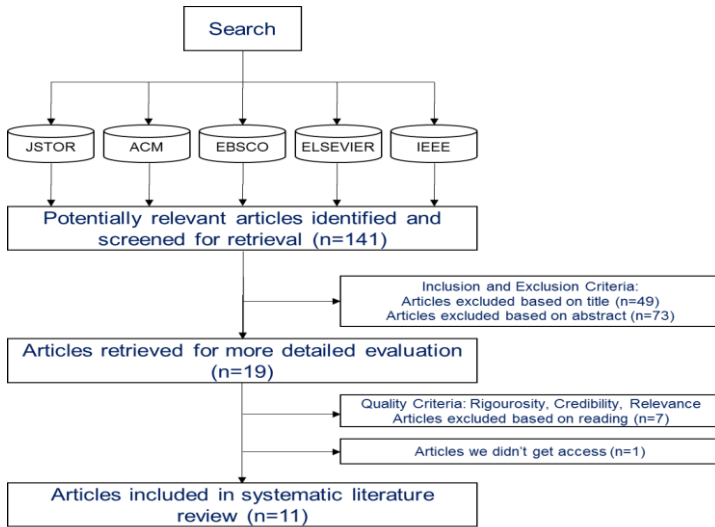 Search
JSTOR
ACM
EBSCO
ELSEVIER
IEEE
Potentially relevant articles identified and
screened for retrieval (n=141)
Inclusion and Exclusion Criteria:
Articles excluded based on title (n=49)
Articles excluded based on abstract (n=73)
Articles retrieved for more detailed evaluation
(n=19)
Quality Criteria: Rigourosity, Credibility, Relevance
Articles excluded based on reading (n=7)
Articles we didn't get access (n=1)
Articles included in systematic literature
review (n=11)